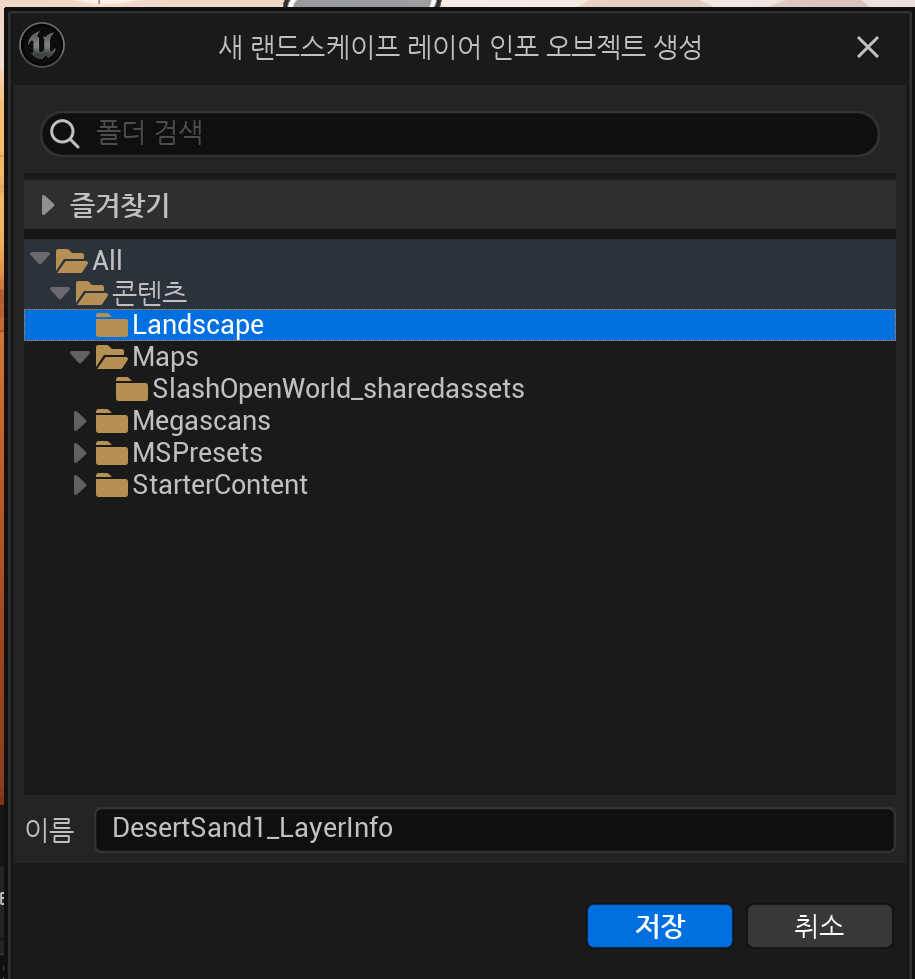 새 랜드스케이프 레이어 인포 오브젝트 생성
폴더 검색
즐겨찾기
All
콘텐츠
Landscape
Maps
SlashOpenWorld_sharedassets
Megascans
MSPresets
StarterContent
이름 DesertSand1_LayerInfo
저장 취소